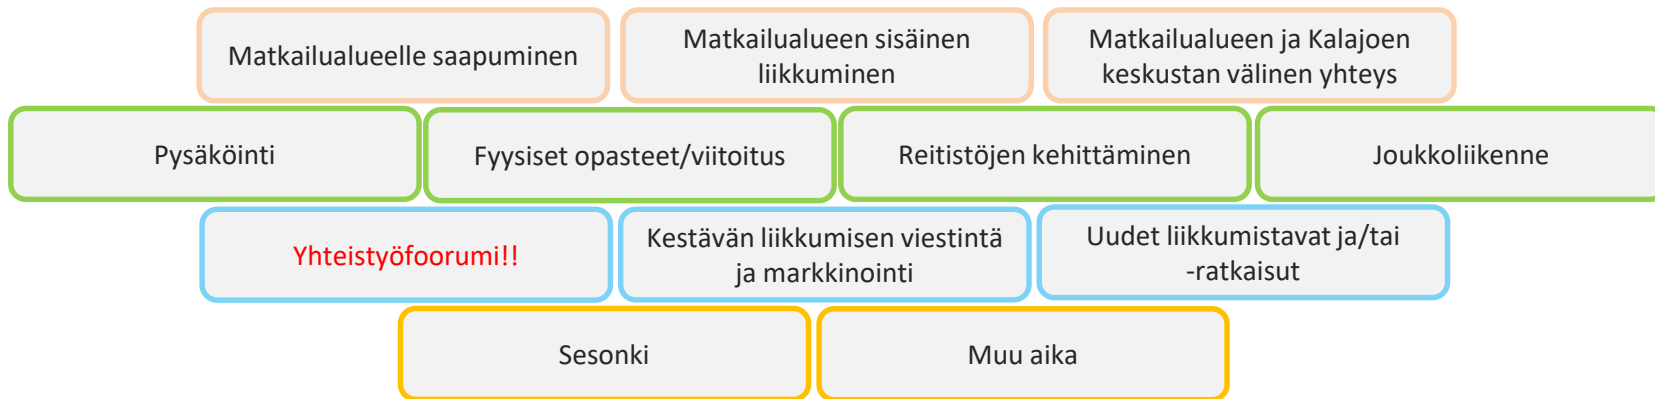 Matkailualueelle saapuminen
Matkailualueen sisäinen
liikkuminen
Matkailualueen ja Kalajoen
keskustan välinen yhteys
Pysäköinti
Fyysiset opasteet/viitoitus
Reitistöjen kehittäminen
Joukkoliikenne
Yhteistyöfoorumi!!
Kestävän liikkumisen viestintä
ja markkinointi
Uudet liikkumistavat ja/tai
-ratkaisut
Sesonki
Muu aika